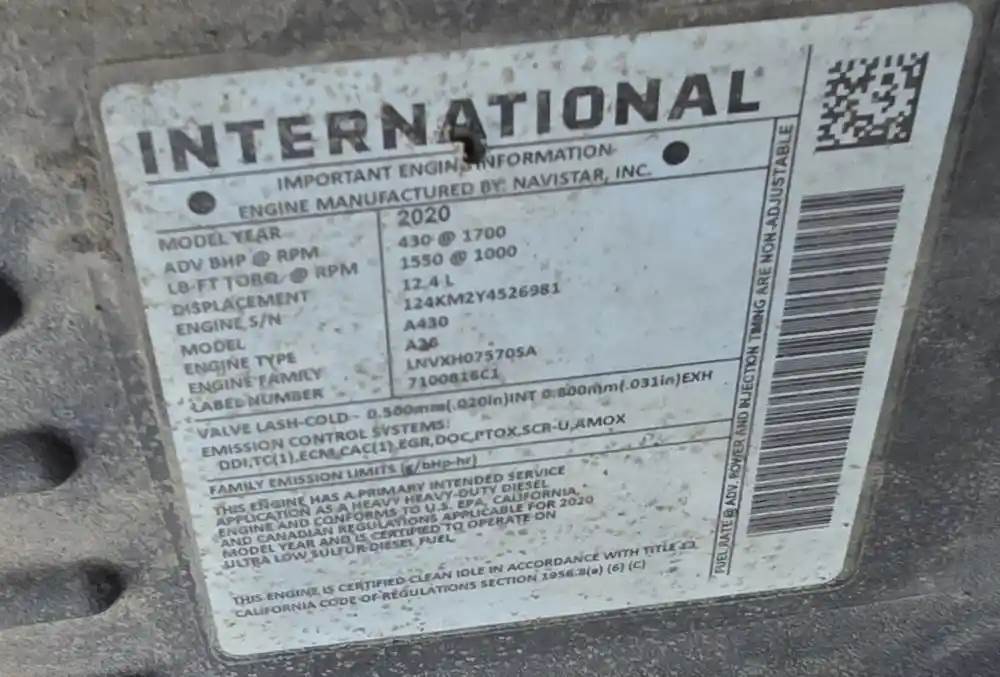 INTERNATIONAL
IMPORTANT ENGINE INFORMATION
ENGINE MANUFACTURED BY: NAVISTAR, INC.
MODEL YEAR 2020
ADV BHP @ RPM 430 @ 1700
LB-FT TORQ @ RPM 1550 @ 1000
DISPLACEMENT 12.4 L
ENGINE S/N 124KM2Y4526981
MODEL A430
ENGINE TYPE A26
ENGINE FAMILY LNVXH07570SA
LABEL NUMBER 7100816C1
VALVE LASH-COLD - 0.500mm(.020in)INT 0.800mm(.031in)EXH
EMISSION CONTROL SYSTEMS:
DDI,TC(1),ECM,CAC(1),EGR,DOC,PTOX,SCR-U,AMOX
FAMILY EMISSION LIMITS (g/bHp-hr)
THIS ENGINE HAS A PRIMARY INTENDED SERVICE
APPLICATION AS A HEAVY HEAVY-DUTY DIESEL
ENGINE AND CONFORMS TO U.S. EPA, CALIFORNIA,
AND CANADIAN REGULATIONS APPLICABLE FOR 2020
MODEL YEAR AND IS CERTIFIED TO OPERATE ON
ULTRA LOW SULFUR DIESEL FUEL
THIS ENGINE IS CERTIFIED CLEAN IDLE IN ACCORDANCE WITH TITLE 13
CALIFORNIA CODE OF REGULATIONS SECTION 1956.8(a) (6) (C)
FUEL RATE @ ADV. POWER AND INJECTION TIMING ARE NON-ADJUSTABLE